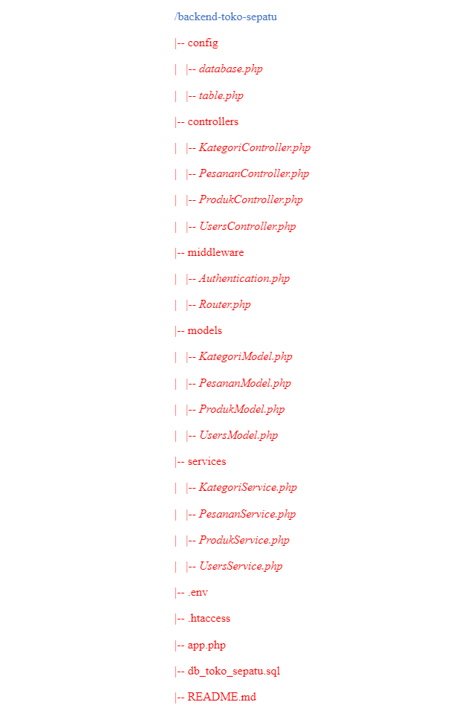 /backend-toko-sepatu
|-- config
|   |-- database.php
|   |-- table.php
|-- controllers
|   |-- KategoriController.php
|   |-- PesananController.php
|   |-- ProdukController.php
|   |-- UsersController.php
|-- middleware
|   |-- Authentication.php
|   |-- Router.php
|-- models
|   |-- KategoriModel.php
|   |-- PesananModel.php
|   |-- ProdukModel.php
|   |-- UsersModel.php
|-- services
|   |-- KategoriService.php
|   |-- PesananService.php
|   |-- ProdukService.php
|   |-- UsersService.php
|-- .env
|-- .htaccess
|-- app.php
|-- db_toko_sepatu.sql
|-- README.md